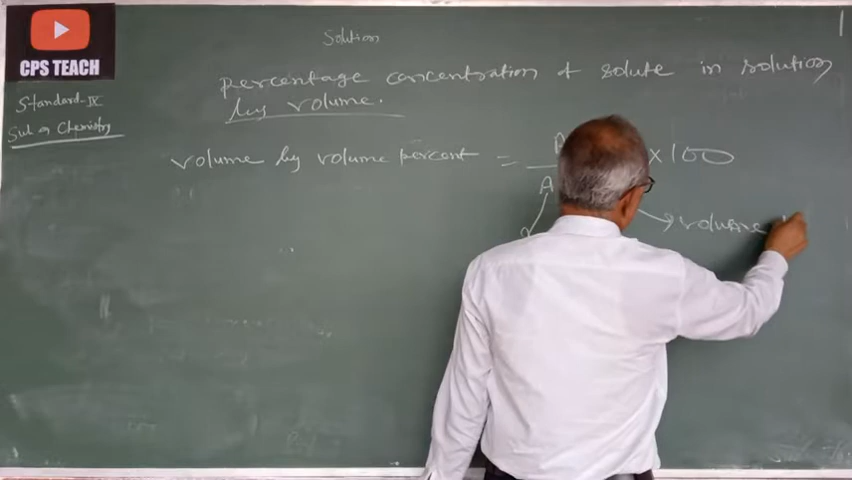 CPS TEACH
Solution
Standard-IX
Sub on Chemistry
percentage concentration of solute in solution
by volume.
volume by volume percent = A × 100
A
volume